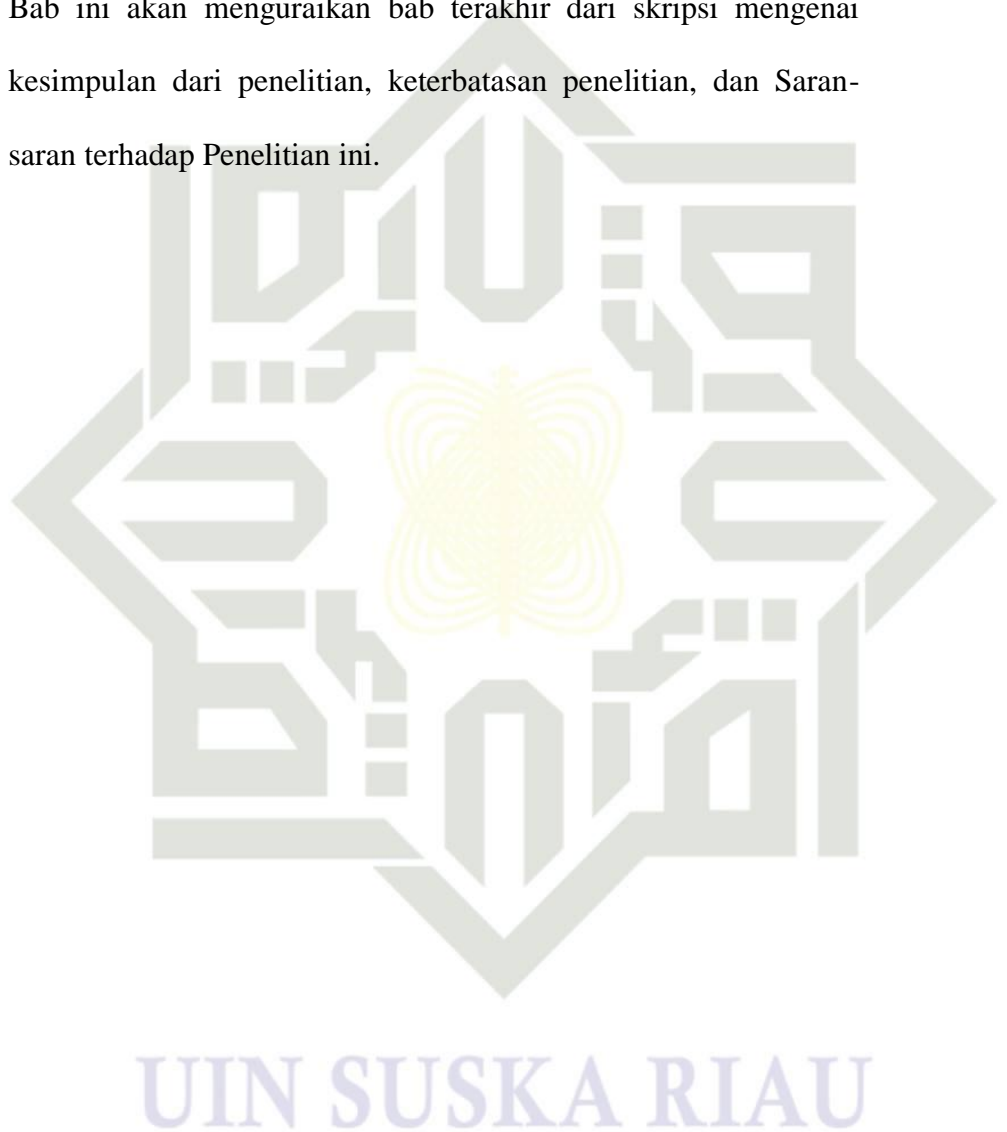 Bab ini akan menguraikan bab terakhir dari skripsi mengenai
kesimpulan dari penelitian, keterbatasan penelitian, dan Saran-
saran terhadap Penelitian ini.
UIN SUSKA RIAU